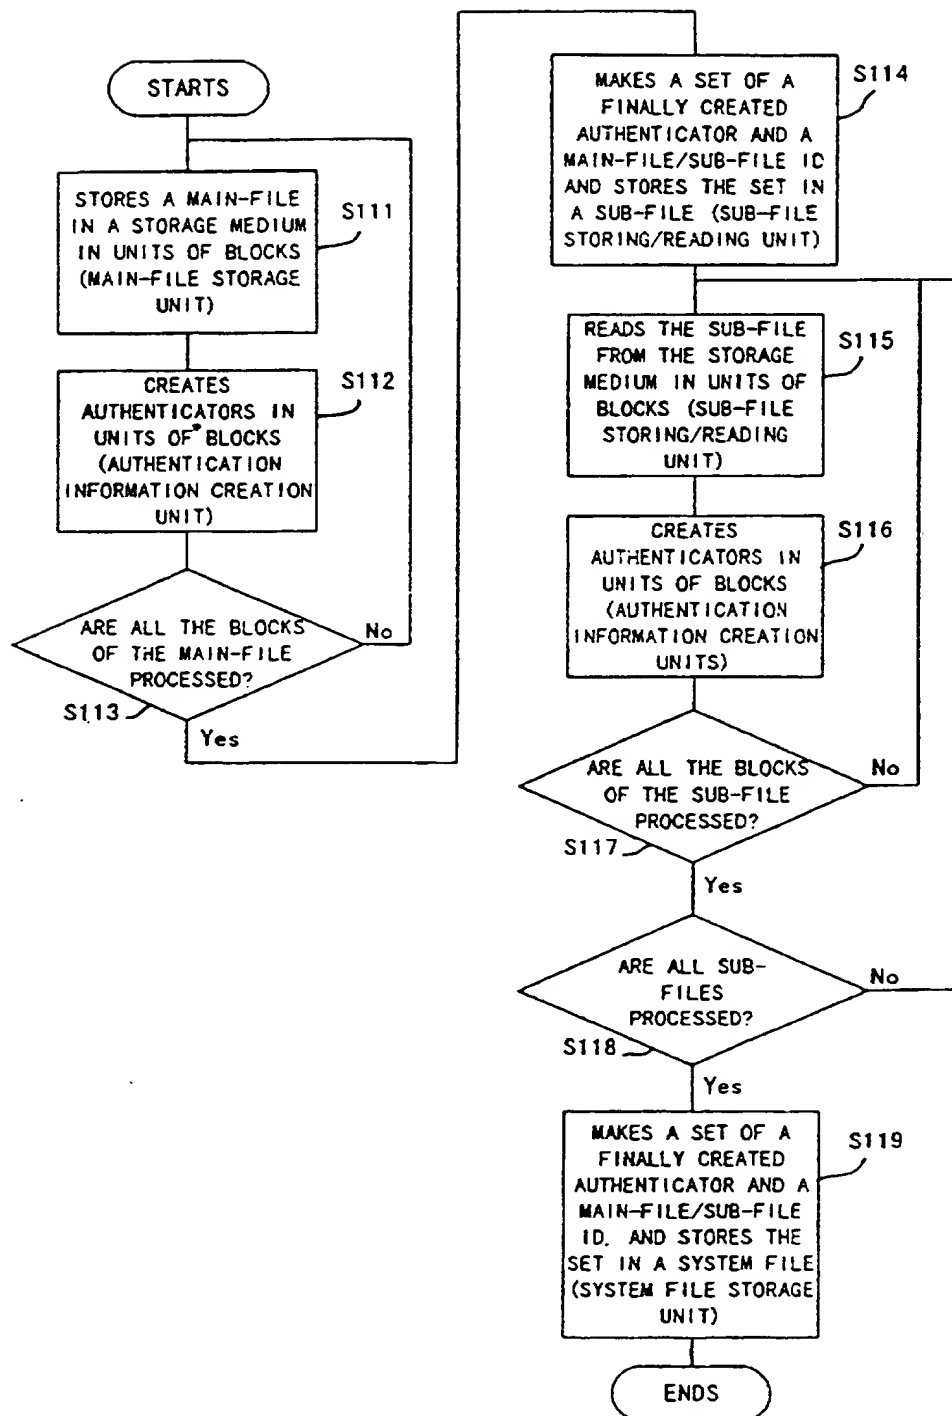 STARTS
STORES A MAIN-FILE
IN A STORAGE MEDIUM
IN UNITS OF BLOCKS
(MAIN-FILE STORAGE
UNIT)
S111
CREATES
AUTHENTICATORS IN
UNITS OF BLOCKS
(AUTHENTICATION
INFORMATION CREATION
UNIT)
S112
ARE ALL THE BLOCKS
OF THE MAIN-FILE
PROCESSED?
No
S113
Yes
MAKES A SET OF A
FINALLY CREATED
AUTHENTICATOR AND A
MAIN-FILE/SUB-FILE ID
AND STORES THE SET IN
A SUB-FILE (SUB-FILE
STORING/READING UNIT)
S114
READS THE SUB-FILE
FROM THE STORAGE
MEDIUM IN UNITS OF
BLOCKS (SUB-FILE
STORING/READING
UNIT)
S115
CREATES
AUTHENTICATORS IN
UNITS OF BLOCKS
(AUTHENTICATION
INFORMATION CREATION
UNITS)
S116
ARE ALL THE BLOCKS
OF THE SUB-FILE
PROCESSED?
No
S117
Yes
ARE ALL SUB-
FILES
PROCESSED?
No
S118
Yes
MAKES A SET OF A
FINALLY CREATED
AUTHENTICATOR AND A
MAIN-FILE/SUB-FILE
ID. AND STORES THE
SET IN A SYSTEM FILE
(SYSTEM FILE STORAGE
UNIT)
S119
ENDS